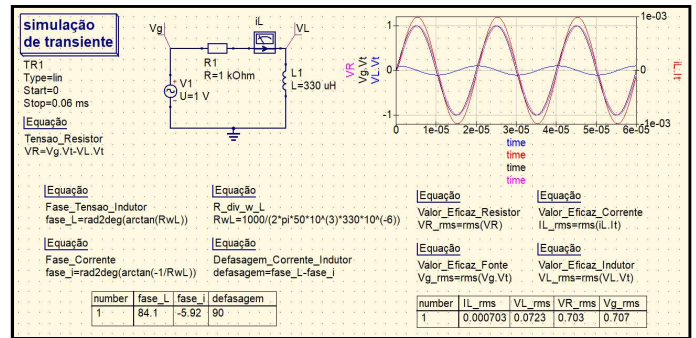 simulação
de transiente
TR1
Type=lin
Start=0
Stop=0.06 ms
Equação
Tensao_Resistor
VR=Vg.Vt-VL.Vt
Vg
iL
VL
R1
R=1 kOhm
V1
U=1 V
L1
L=330 uH
VR
Vg.Vt
VL.Vt
1
0
-1
1e-03
0
-1e-03
iL.It
0
1e-05
2e-05
3e-05
4e-05
5e-05
6e-05
time
time
time
time
Equação
Fase_Tensao_Indutor
fase_L=rad2deg(arctan(RwL))
Equação
R_div_w_L
RwL=1000/(2*pi*50*10^(3)*330*10^(-6))
Equação
Fase_Corrente
fase_i=rad2deg(arctan(-1/RwL))
Equação
Defasagem_Corrente_Indutor
defasagem=fase_L-fase_i
number fase_L fase_i defasagem
1 84.1 -5.92 90
Equação
Valor_Eficaz_Resistor
VR_rms=rms(VR)
Equação
Valor_Eficaz_Corrente
IL_rms=rms(iL.It)
Equação
Valor_Eficaz_Fonte
Vg_rms=rms(Vg.Vt)
Equação
Valor_Eficaz_Indutor
VL_rms=rms(VL.Vt)
number IL_rms VL_rms VR_rms Vg_rms
1 0.000703 0.0723 0.703 0.707